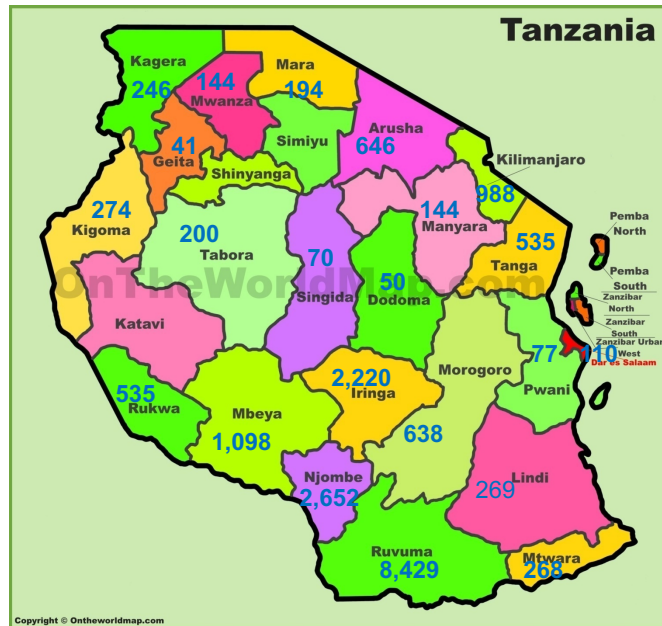 Tanzania
Kagera
246
144
Mwanza
Mara
194
Simiyu
Arusha
646
Kilimanjaro
988
41
Geita
Shinyanga
274
Kigoma
200
Tabora
70
Singida
50
Dodoma
144
Manyara
535
Tanga
Pemba
North
Pemba
South
Zanzibar
North
Zanzibar
South
Zanzibar Urban
West
110
Dar es Salaam
77
Pwani
OnTheWorldMap.com
Katavi
535
Rukwa
Mbeya
1,098
2,220
Iringa
Morogoro
638
Njombe
2,652
269
Lindi
Ruvuma
8,429
Mtwara
268
Copyright © Ontheworldmap.com